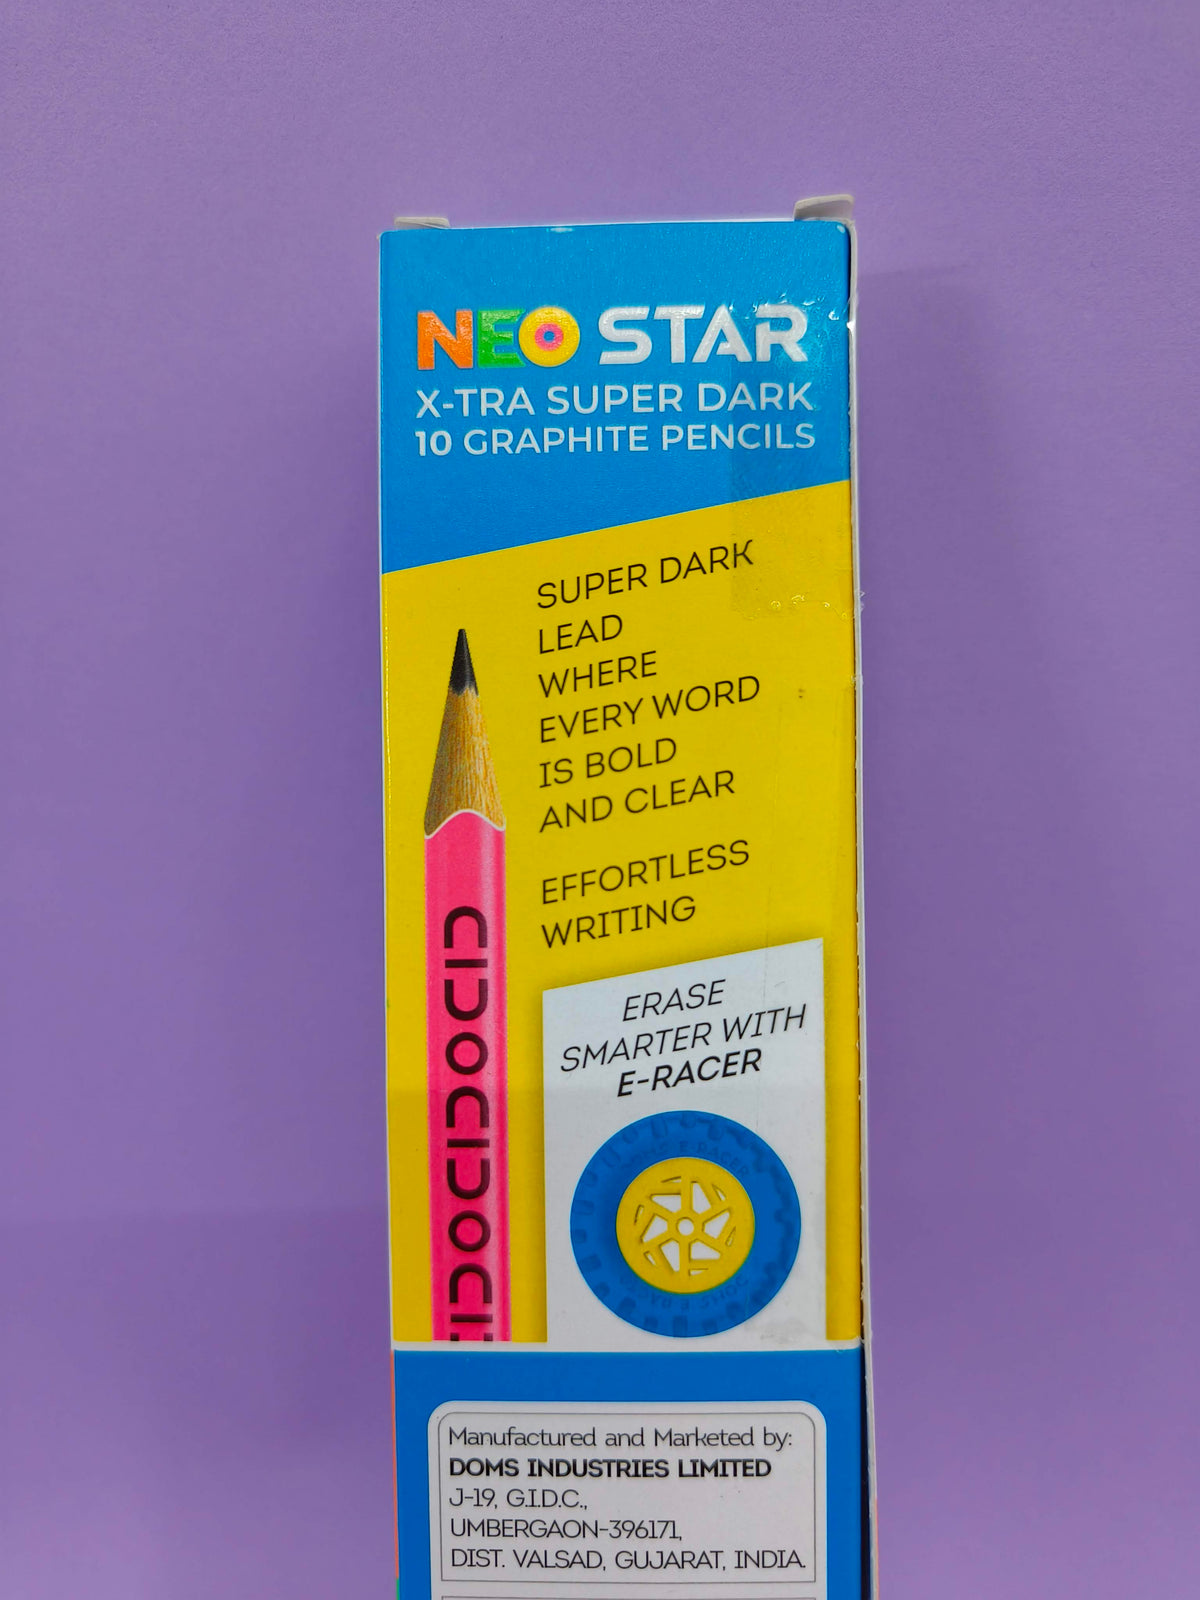 NEO STAR
X-TRA SUPER DARK
10 GRAPHITE PENCILS
SUPER DARK
LEAD
WHERE
EVERY WORD
IS BOLD
AND CLEAR
EFFORTLESS
WRITING
ERASE
SMARTER WITH
E-RACER
DOMS E-RACER
Manufactured and Marketed by:
DOMS INDUSTRIES LIMITED
J-19, G.I.D.C.,
UMBERGAON-396171,
DIST. VALSAD, GUJARAT, INDIA.